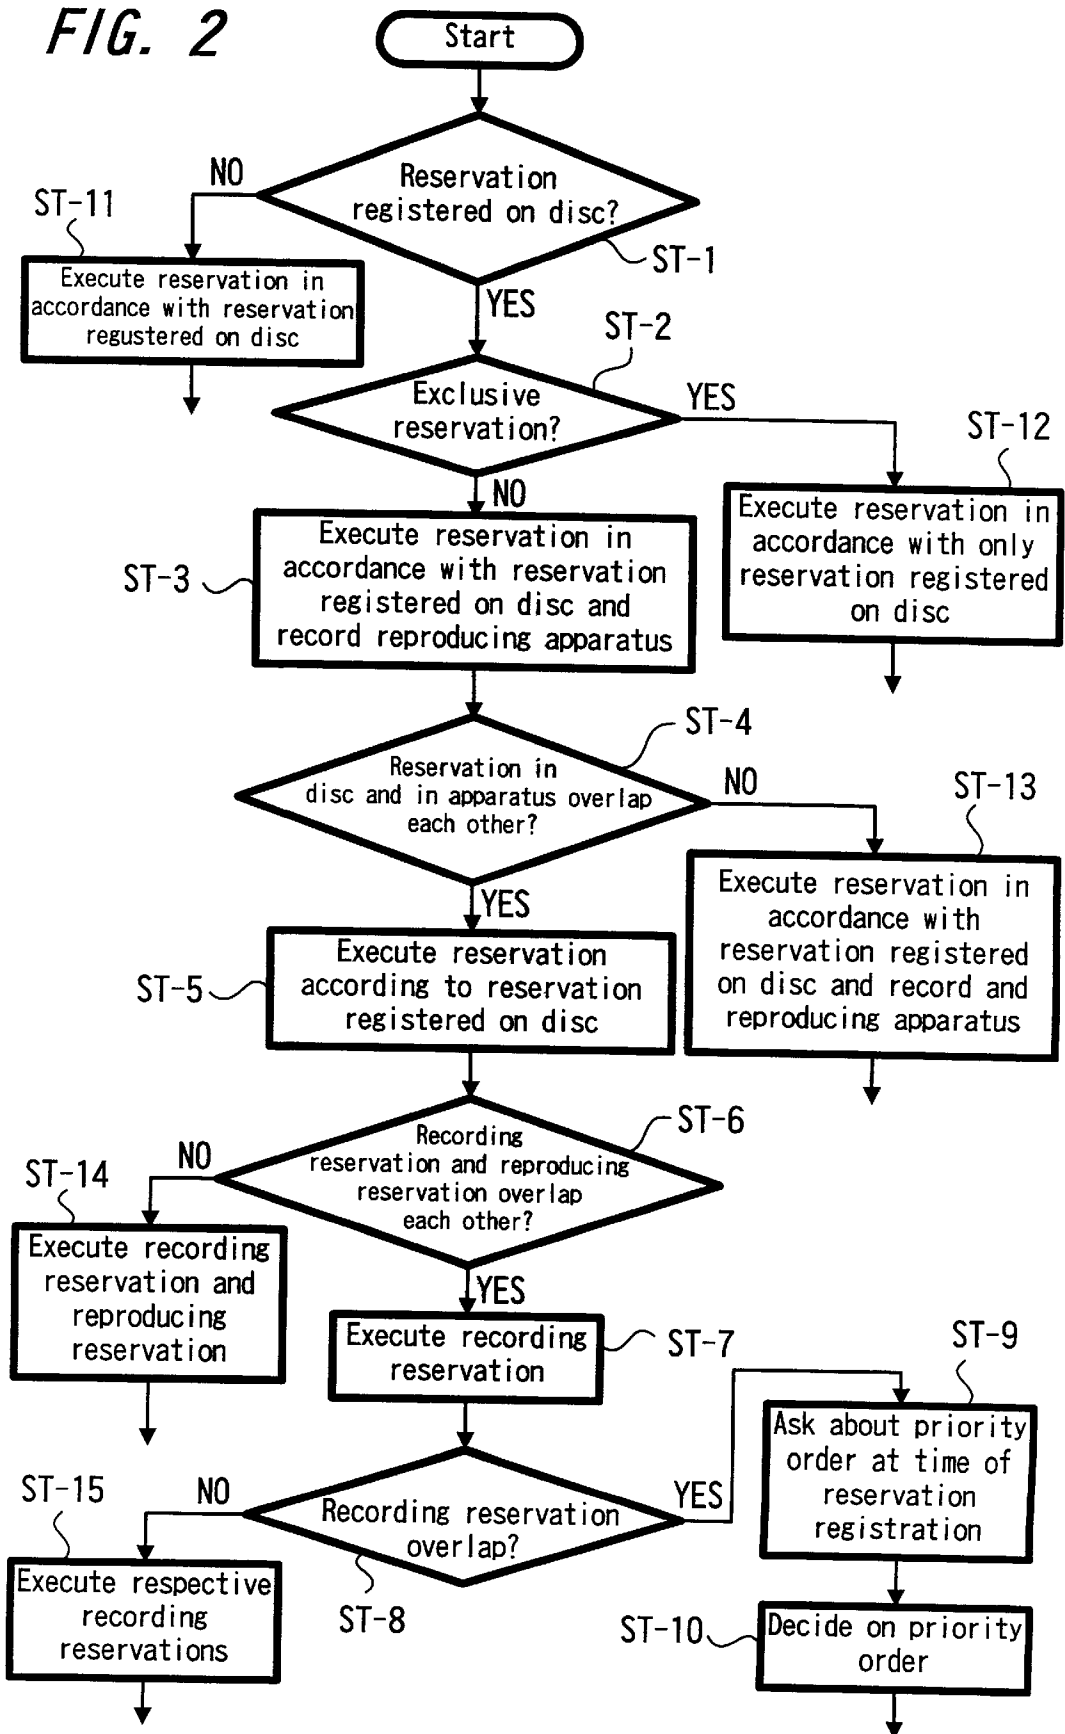 FIG. 2
Start
Reservation
registered on disc?
NO
ST-11
ST-1
Execute reservation in
accordance with reservation
regustered on disc
YES
ST-2
Exclusive
reservation?
YES
ST-12
NO
Execute reservation in
accordance with only
reservation registered
on disc
ST-3
Execute reservation in
accordance with reservation
registered on disc and
record reproducing apparatus
ST-4
Reservation in
disc and in apparatus overlap
each other?
NO
ST-13
YES
Execute reservation in
accordance with
reservation registered
on disc and record and
reproducing apparatus
ST-5
Execute reservation
according to reservation
registered on disc
ST-6
Recording
reservation and reproducing
reservation overlap
each other?
NO
ST-14
Execute recording
reservation and
reproducing
reservation
YES
Execute recording
reservation
ST-7
ST-9
Ask about priority
order at time of
reservation
registration
Recording reservation
overlap?
YES
NO
ST-15
ST-8
Execute respective
recording
reservations
ST-10
Decide on priority
order